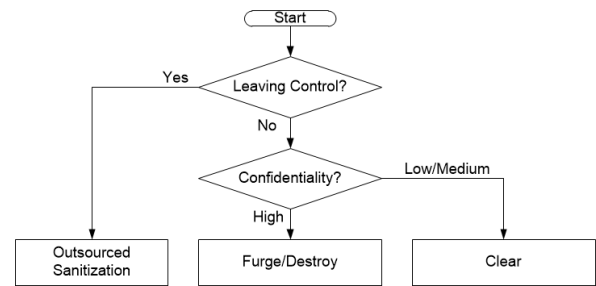 Start
Leaving Control?
Yes
No
Confidentiality?
Low/Medium
High
Outsourced
Sanitization
Furge/Destroy
Clear